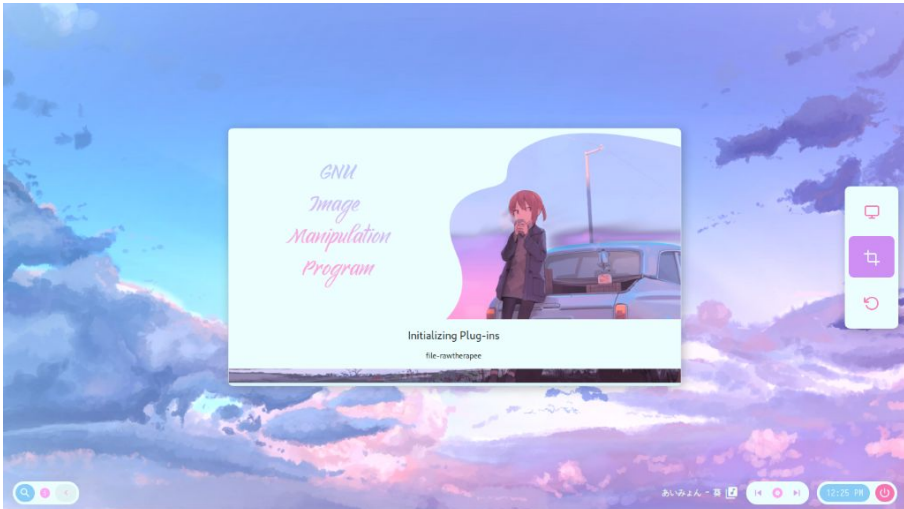 GNU
Image
Manipulation
Program
Initializing Plug-ins
file-rawtherapee
あいみょん - 葵
12:25 PM